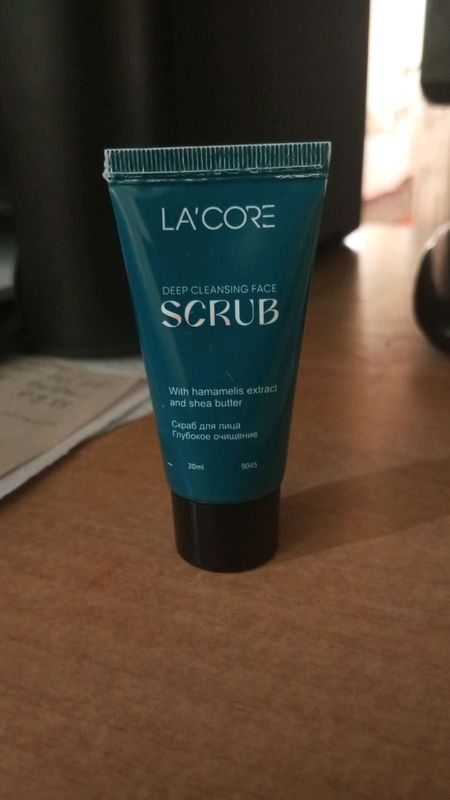 LA'CORE
DEEP CLEANSING FACE
SCRUB
With hamamelis extract
and shea butter
Скраб для лица
Глубокое очищение
20ml 9045